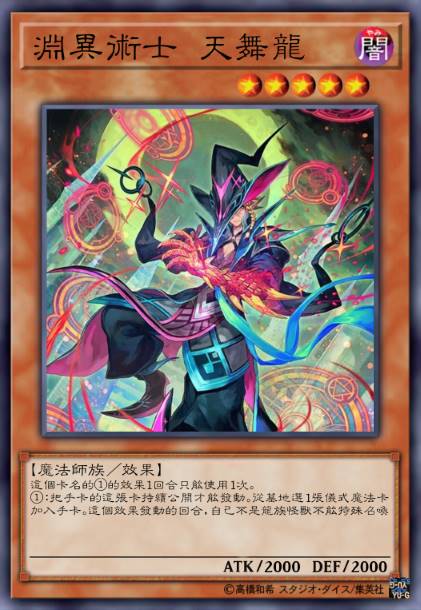 淵異術士 天舞龍
やみ
闇
【魔法師族／效果】
這個卡名的①的效果1回合只能使用1次。
①:把手卡的這張卡持續公開才能發動。從墓地選1張儀式魔法卡
加入手卡。這個效果發動的回合,自己不是龍族怪獸不能特殊召喚
ATK/2000 DEF/2000
©高橋和希 スタジオ・ダイス/集英社